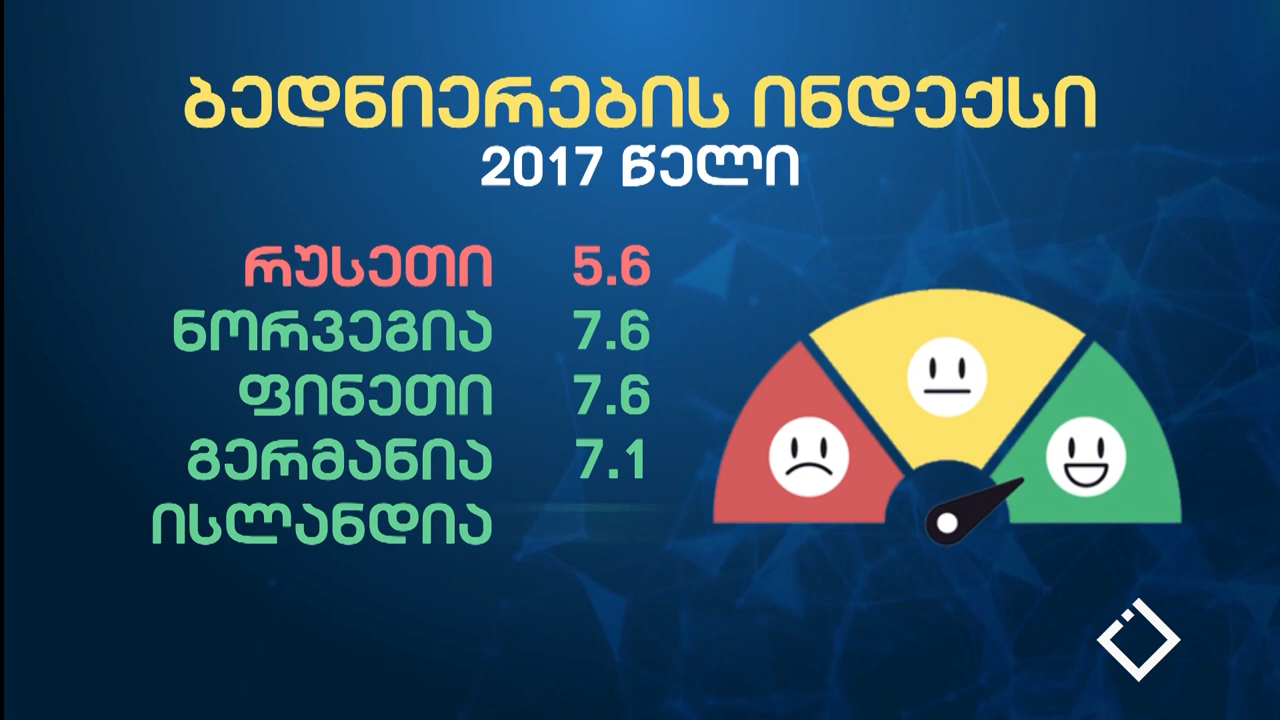 ბედნიერების ინდექსი
2017 წელი
რუსეთი 5.6
ნორვეგია 7.6
ფინეთი 7.6
გერმანია 7.1
ისლანდია